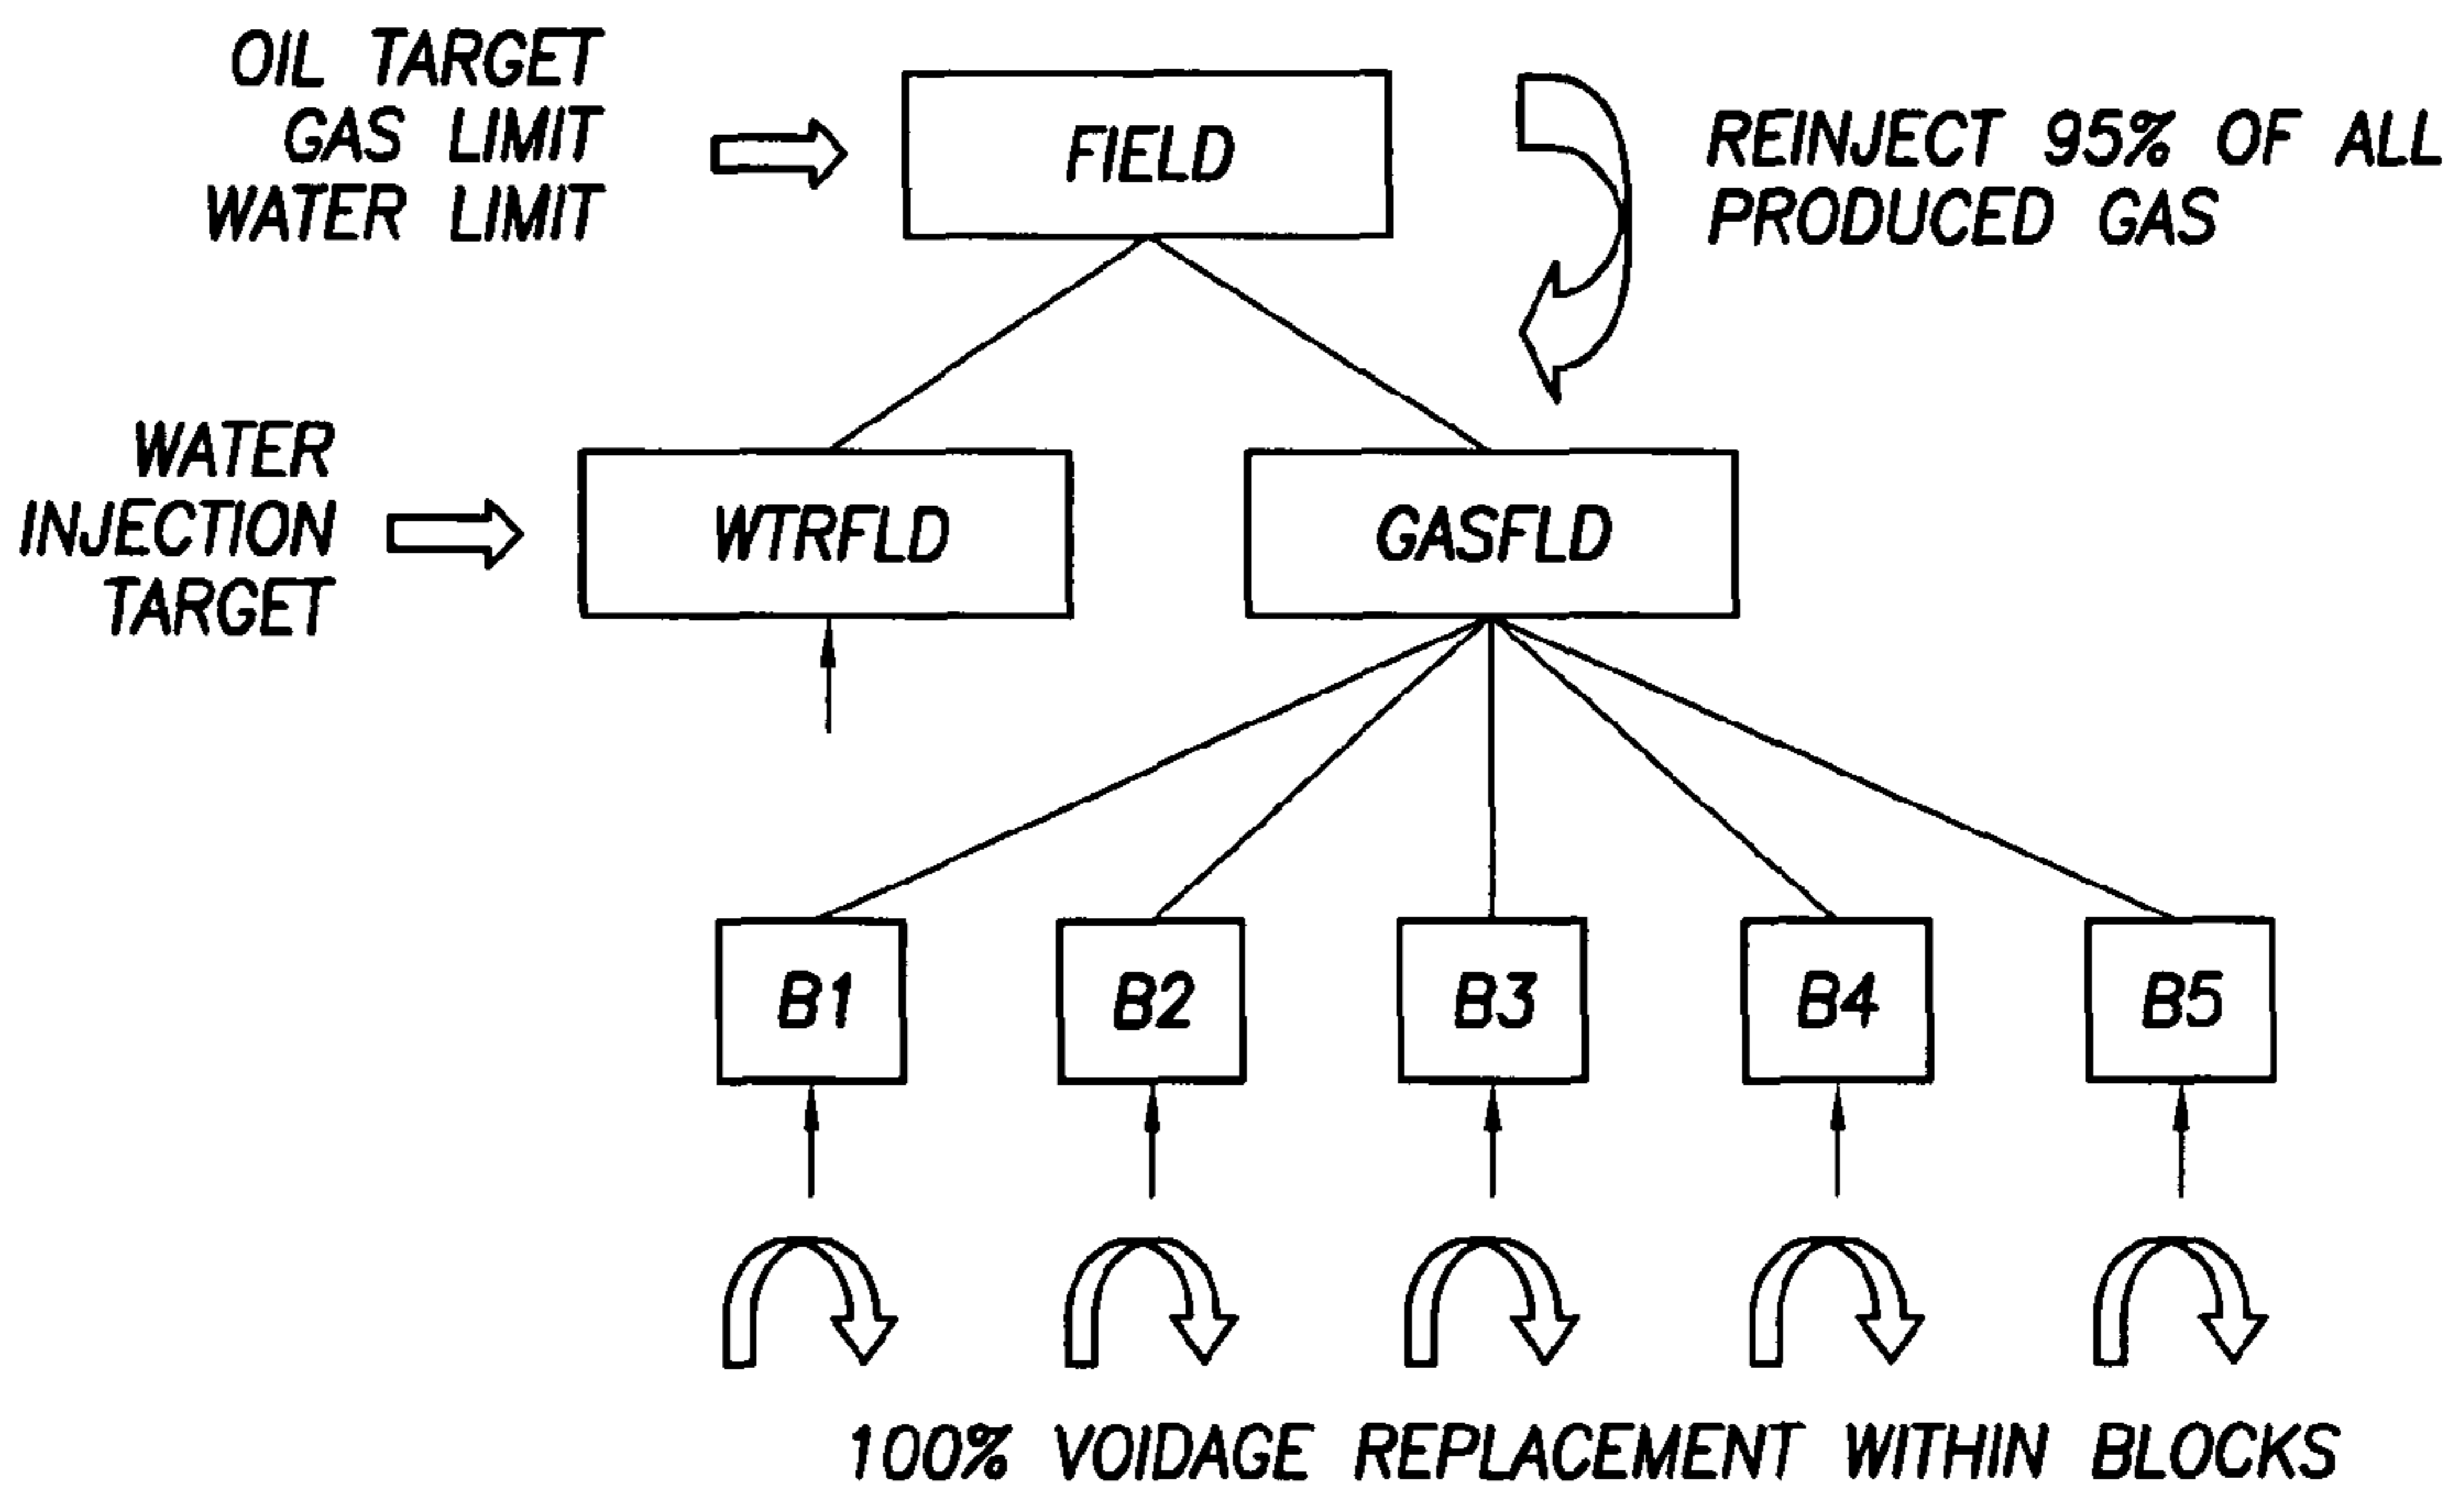 OIL TARGET
GAS LIMIT
WATER LIMIT
FIELD
REINJECT 95% OF ALL
PRODUCED GAS
WATER
INJECTION
TARGET
WTRFLD
GASFLD
B1
B2
B3
B4
B5
100% VOIDAGE REPLACEMENT WITHIN BLOCKS